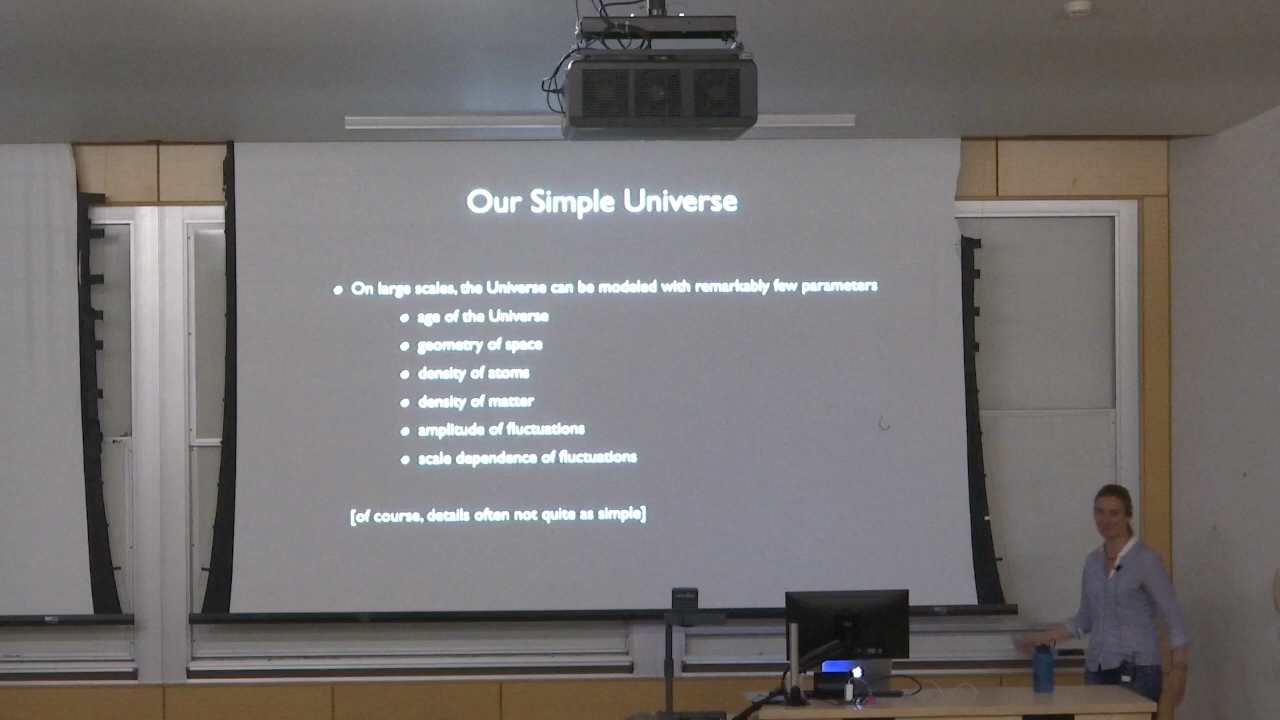 Our Simple Universe
• On large scales, the Universe can be modeled with remarkably few parameters
• age of the Universe
• geometry of space
• density of atoms
• density of matter
• amplitude of fluctuations
• scale dependence of fluctuations
[of course, details often not quite as simple]